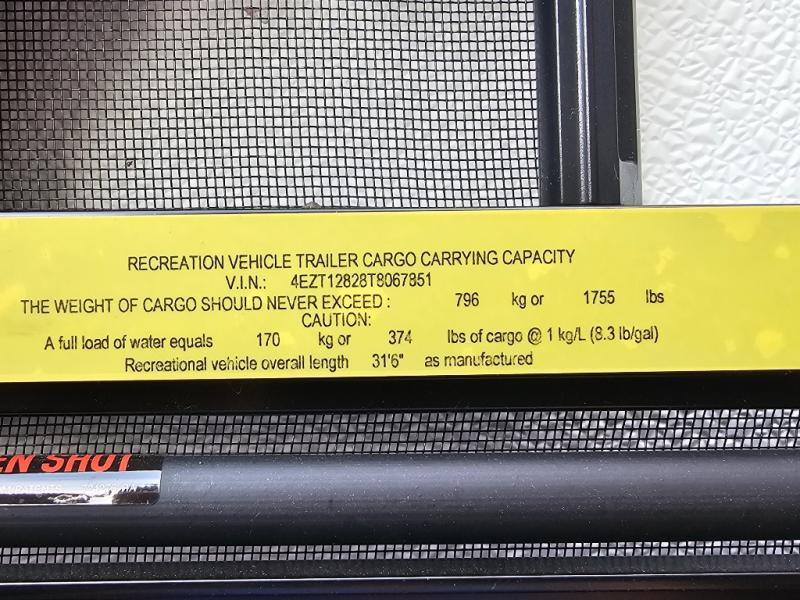 RECREATION VEHICLE TRAILER CARGO CARRYING CAPACITY
V.I.N.: 4EZT12828T8067851
THE WEIGHT OF CARGO SHOULD NEVER EXCEED : 796 kg or 1755 lbs
CAUTION:
A full load of water equals 170 kg or 374 lbs of cargo @ 1 kg/L (8.3 lb/gal)
Recreational vehicle overall length 31'6" as manufactured
EN SHUT